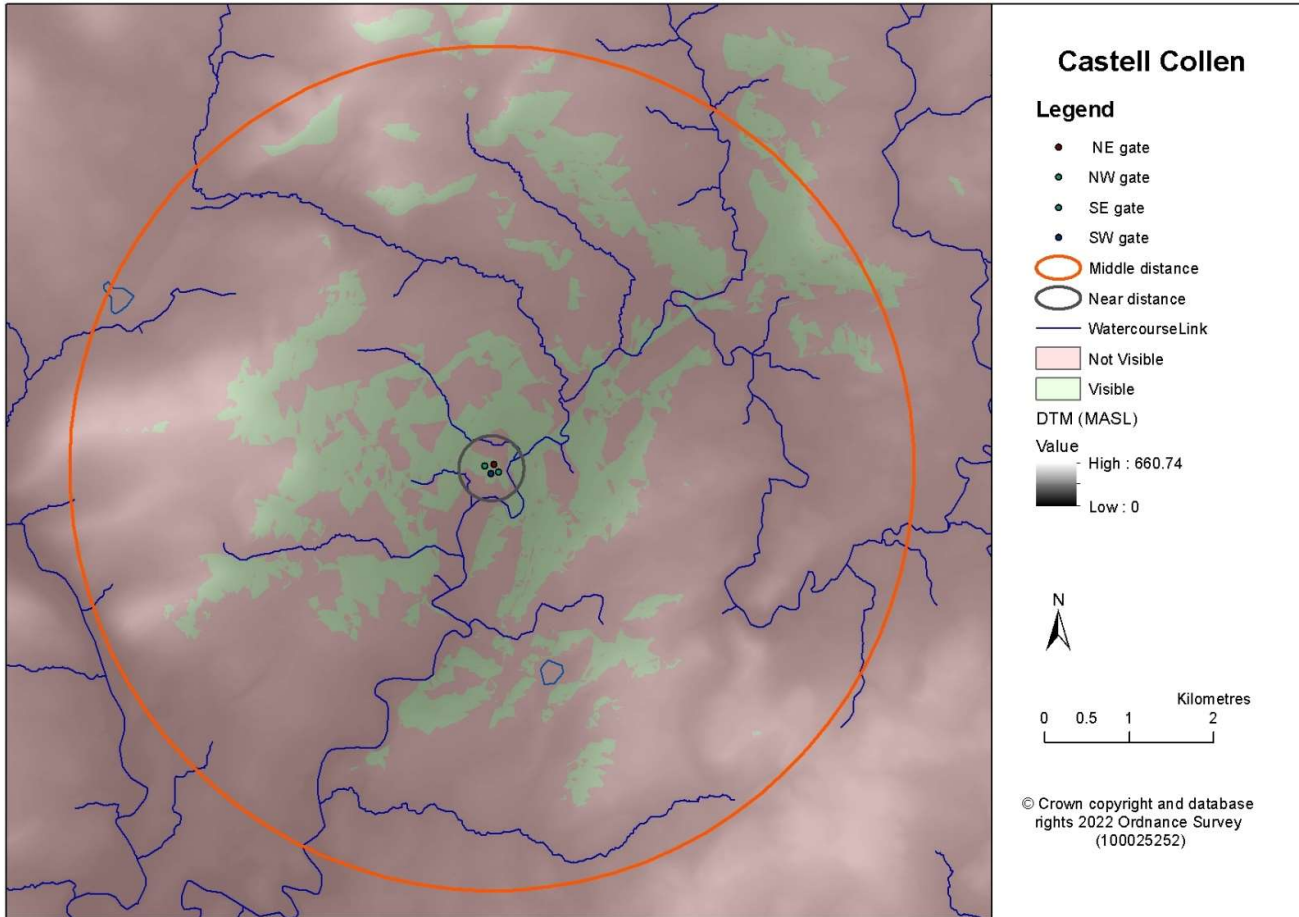 Castell Collen
Legend
NE gate
NW gate
SE gate
SW gate
Middle distance
Near distance
WatercourseLink
Not Visible
Visible
DTM (MASL)
Value
High : 660.74
Low : 0
N
Kilometres
0 0.5 1 2
© Crown copyright and database
rights 2022 Ordnance Survey
(100025252)